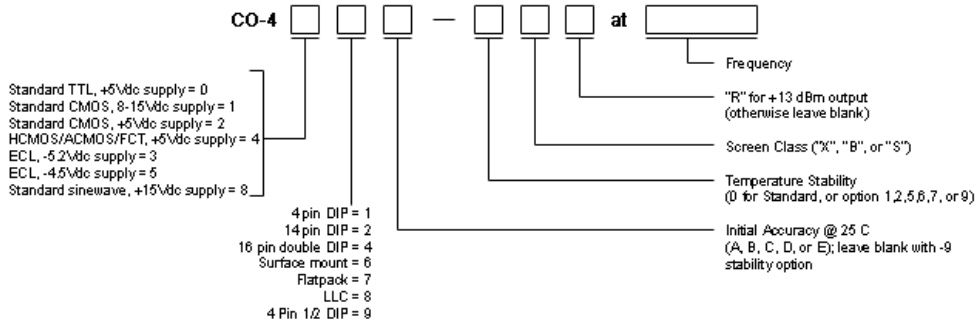 CO-4 — at
Frequency
"R" for +13 dBm output
(otherwise leave blank)
Screen Class ("X", "B", or "S")
Temperature Stability
(0 for Standard, or option 1,2,5,6,7, or 9)
Initial Accuracy @ 25 C
(A, B, C, D, or E); leave blank with -9
stability option
Standard TTL, +5Vdc supply = 0
Standard CMOS, 8-15Vdc supply = 1
Standard CMOS, +5Vdc supply = 2
HCMOS/ACMOS/FCT, +5Vdc supply = 4
ECL, -5.2Vdc supply = 3
ECL, -4.5Vdc supply = 5
Standard sinewave, +15Vdc supply = 8
4 pin DIP = 1
14 pin DIP = 2
16 pin double DIP = 4
Surface mount = 6
Flatpack = 7
LLC = 8
4 Pin 1/2 DIP = 9